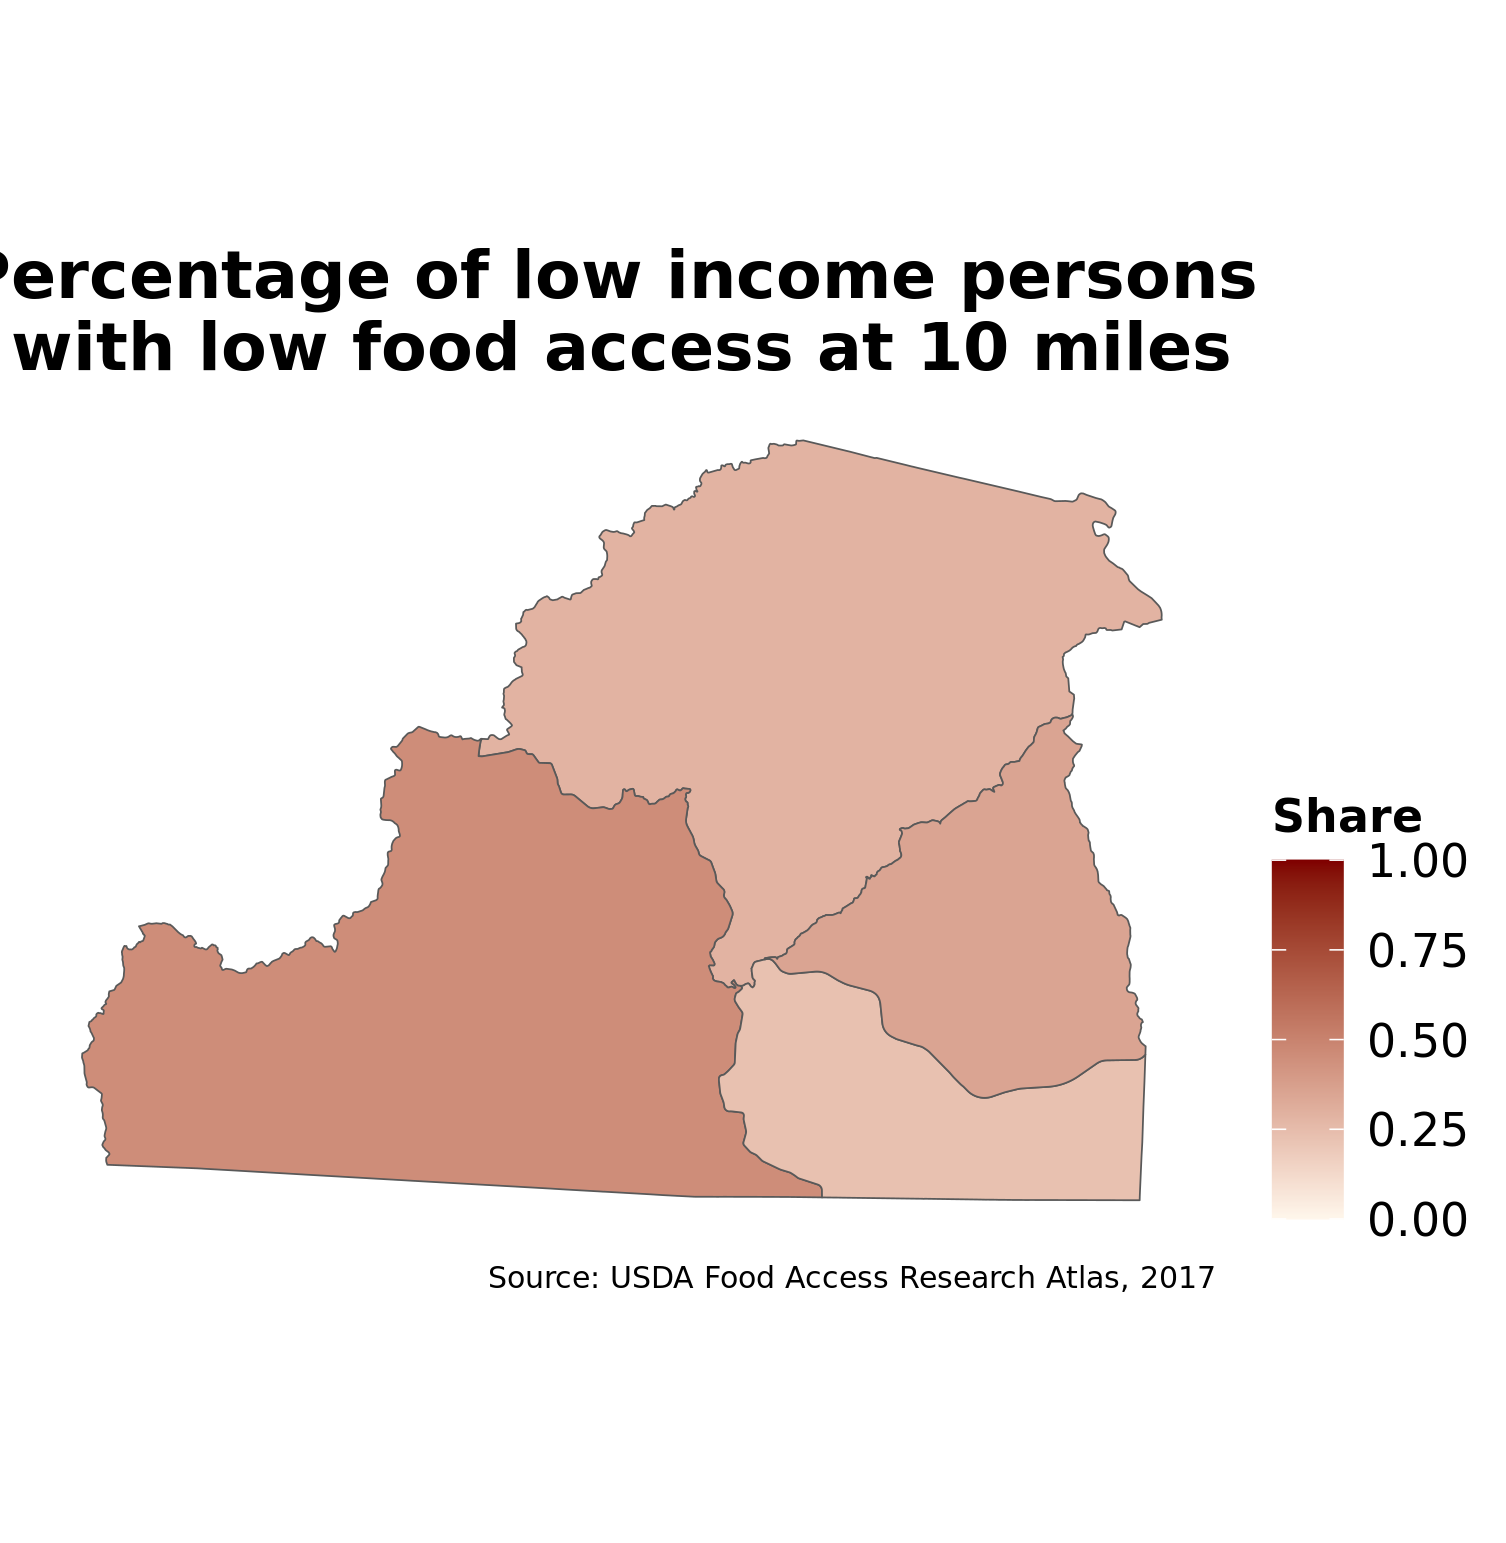 Percentage of low income persons
with low food access at 10 miles
Share
1.00
0.75
0.50
0.25
0.00
Source: USDA Food Access Research Atlas, 2017